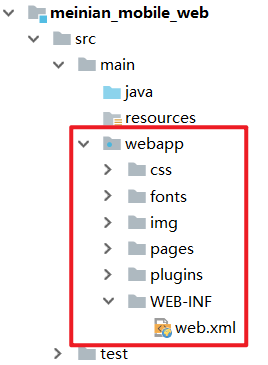 meinian_mobile_web
src
main
java
resources
webapp
css
fonts
img
pages
plugins
WEB-INF
web.xml
test